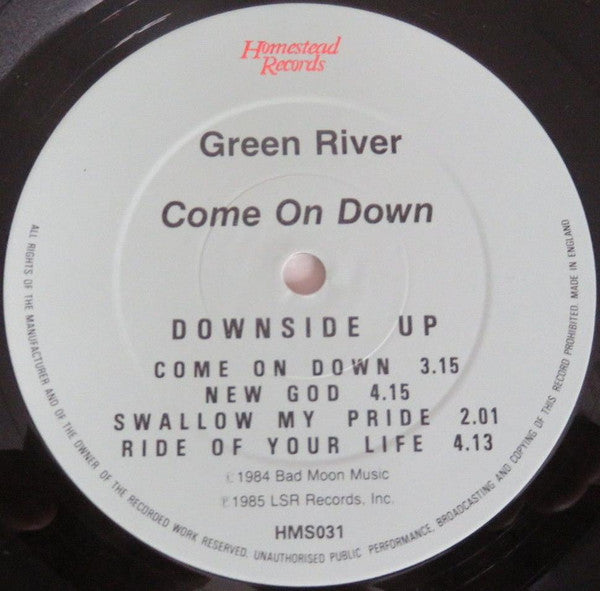 Homestead
Records
Green River
Come On Down
DOWNSIDE UP
COME ON DOWN 3.15
NEW GOD 4.15
SWALLOW MY PRIDE 2.01
RIDE OF YOUR LIFE 4.13
©1984 Bad Moon Music
℗1985 LSR Records, Inc.
HMS031
ALL RIGHTS OF THE MANUFACTURER AND OF THE OWNER OF THE RECORDED WORK RESERVED. UNAUTHORISED PUBLIC PERFORMANCE, BROADCASTING AND COPYING OF THIS RECORD PROHIBITED. MADE IN ENGLAND